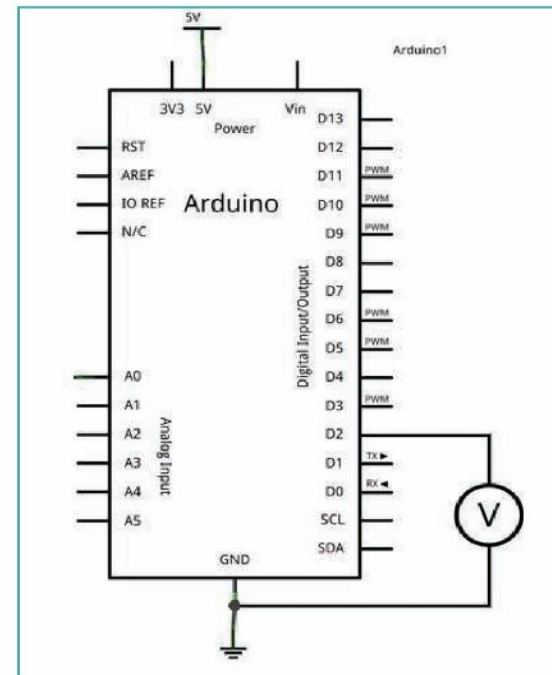 5V
Arduino1
3V3 5V Vin
Power
RST
AREF
IO REF
N/C
Arduino
A0
A1
A2
A3
A4
A5
Analog Input
Digital Input/Output
D13
D12
D11 PWM
D10 PWM
D9 PWM
D8
D7
D6 PWM
D5 PWM
D4
D3 PWM
D2
D1 TX ►
D0 RX ◄
SCL
SDA
GND
V